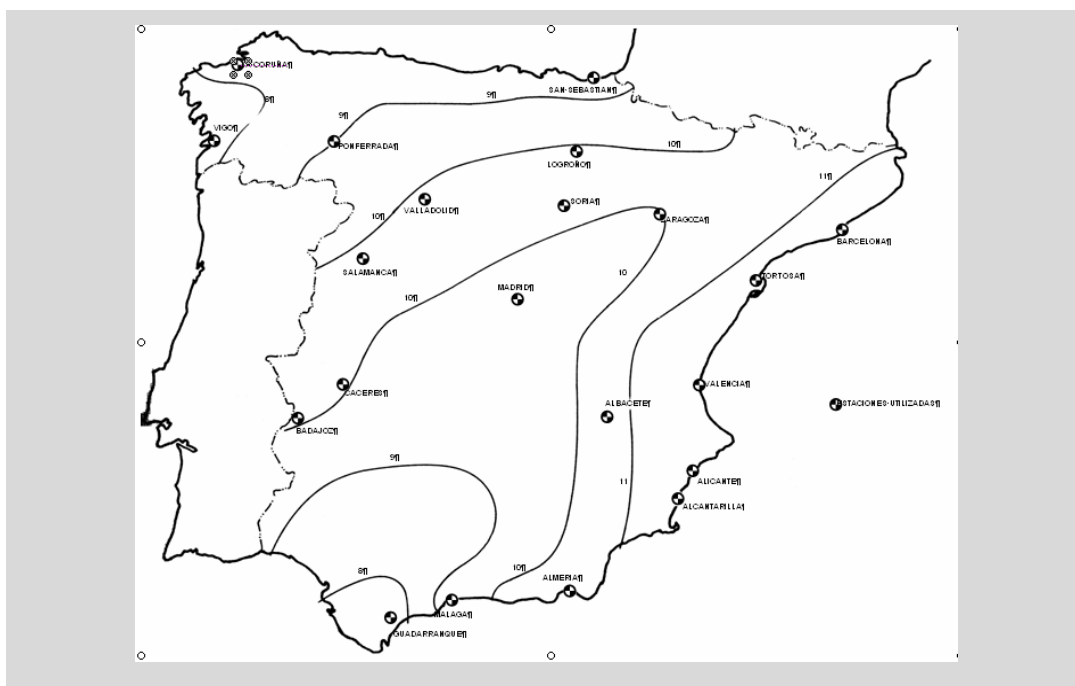 CORUÑA¶
8¶
9¶
SAN-SEBASTIAN¶
9¶
VIGO¶
PONFERRADA¶
10¶
LOGROÑO¶
11¶
10¶
VALLADOLID¶
SORIA¶
ZARAGOZA¶
BARCELONA¶
SALAMANCA¶
10
TORTOSA¶
MADRID¶
10¶
CACERES¶
VALENCIA¶
ALBACETE¶
ESTACIONES·UTILIZADAS¶
BADAJOZ¶
9¶
11
ALICANTE¶
ALCANTARILLA¶
8¶
10¶
ALMERIA¶
MALAGA¶
GUADARRANQUE¶